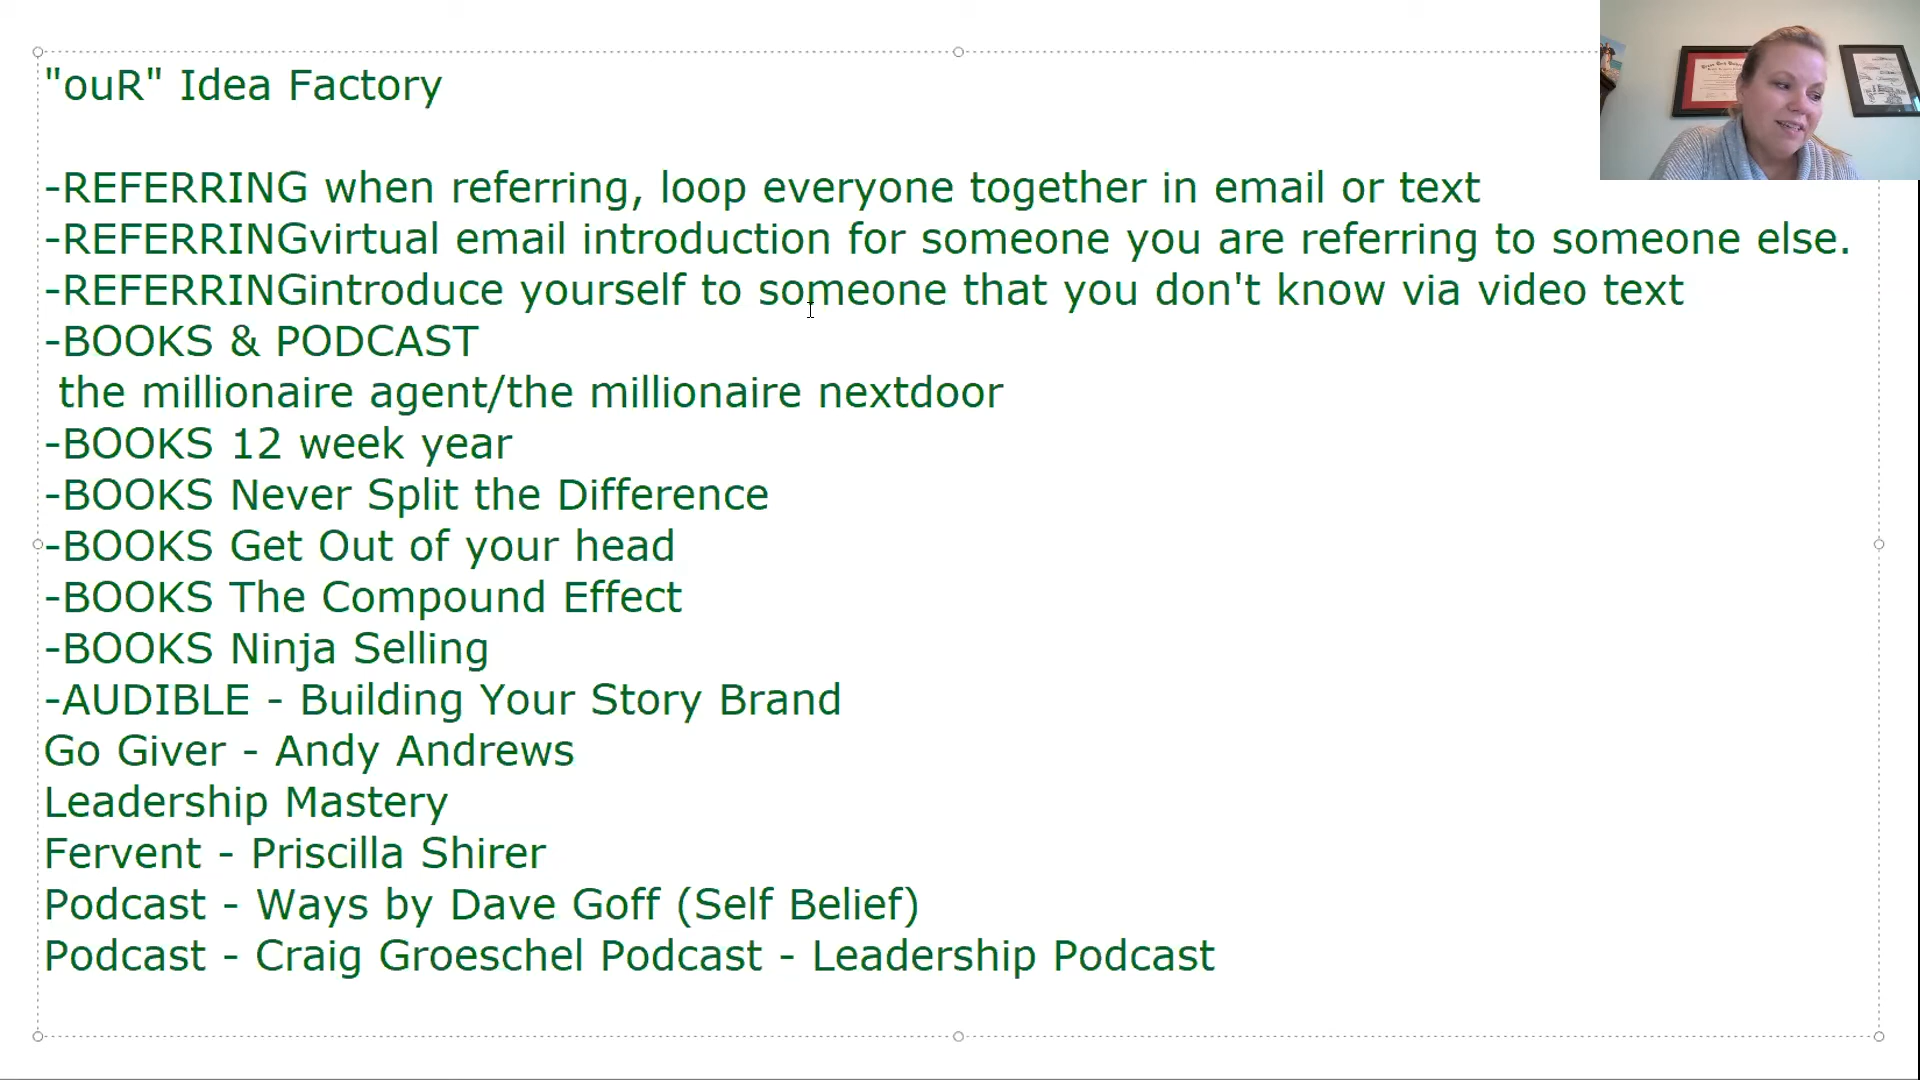 "ouR" Idea Factory
-REFERRING when referring, loop everyone together in email or text
-REFERRINGvirtual email introduction for someone you are referring to someone else.
-REFERRINGintroduce yourself to someone that you don't know via video text
-BOOKS & PODCAST
the millionaire agent/the millionaire nextdoor
-BOOKS 12 week year
-BOOKS Never Split the Difference
-BOOKS Get Out of your head
-BOOKS The Compound Effect
-BOOKS Ninja Selling
-AUDIBLE - Building Your Story Brand
Go Giver - Andy Andrews
Leadership Mastery
Fervent - Priscilla Shirer
Podcast - Ways by Dave Goff (Self Belief)
Podcast - Craig Groeschel Podcast - Leadership Podcast